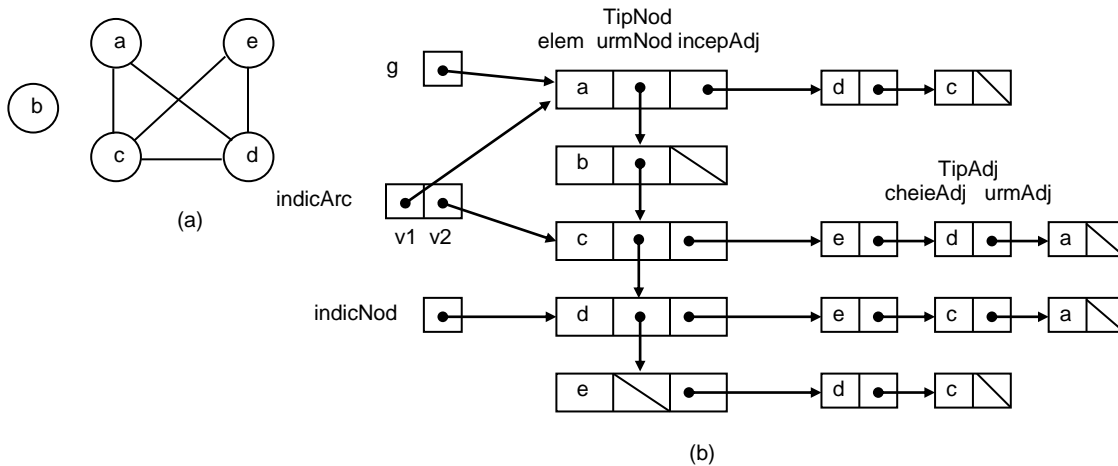 a e
b
c d
(a)
TipNod
elem urmNod incepAdj
g
a d c
b
TipAdj
cheieAdj urmAdj
indicArc
v1 v2
c e d a
indicNod
d e c a
e d c
(b)